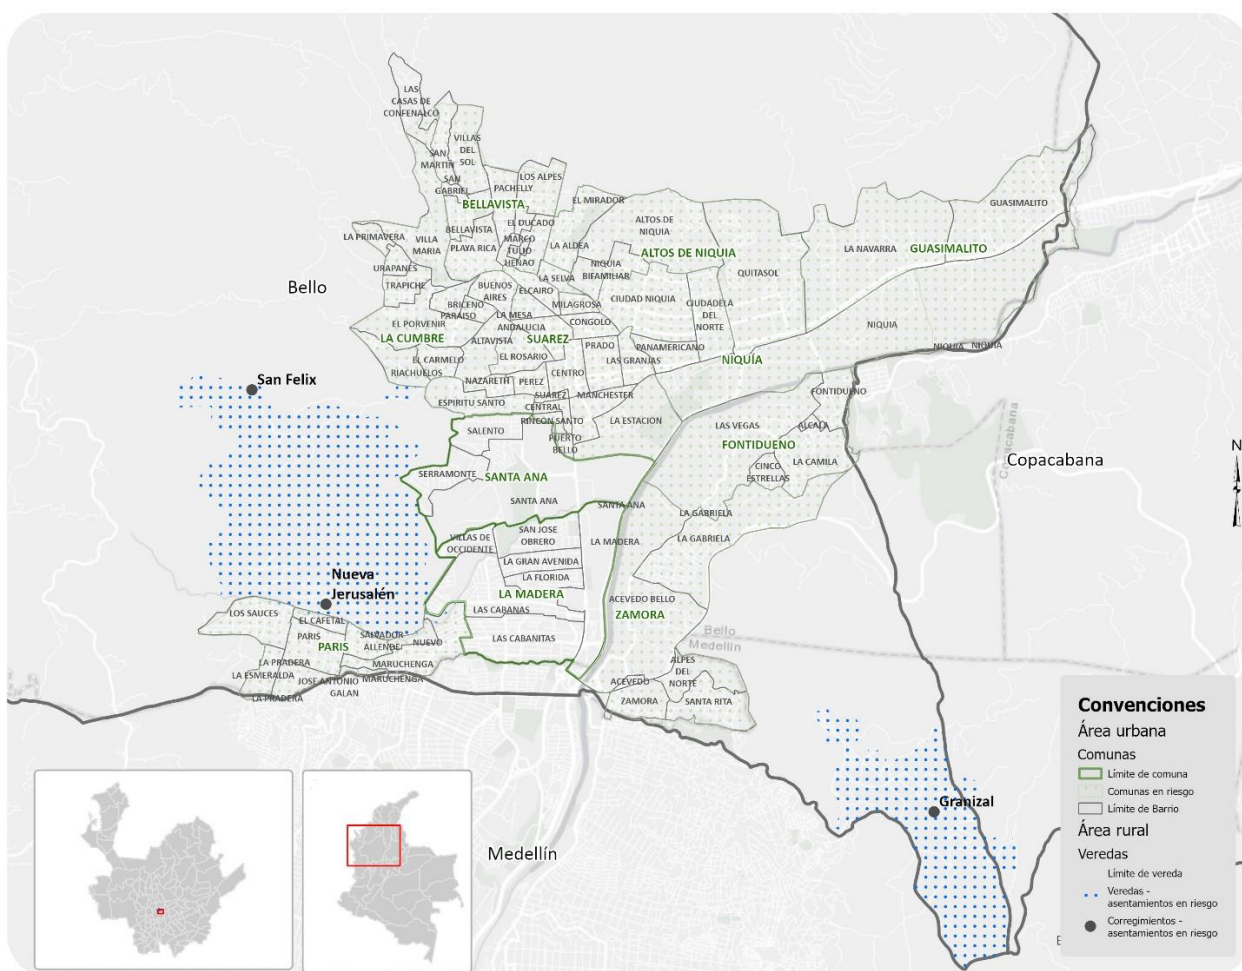 LAS
CASAS DE
CONFENALCO
VILLAS
DEL
SOL
SAN
MARTIN
SAN
GABRIEL
LOS ALPES
PACHELLY
BELLAVISTA
EL MIRADOR
GUASIMALITO
EL DUCADO
ALTOS DE
NIQUIA
BELLAVISTA
LA PRIMAVERA
VILLA
MARIA
PLAYA RICA
MARCO
TULIO
HENAO
LA ALDEA
ALTOS DE NIQUIA
LA NAVARRA
GUASIMALITO
URAPANES
TRAPICHE
NIQUIA
BIFAMILIAR
QUITASOL
LA SELVA
Bello
BUENOS
AIRES
ELCAIRO
CIUDAD NIQUIA
CIUDADELA
DEL
NORTE
BRICENO
PARAISO
MILAGROSA
LA MESA
CONGOLO
EL PORVENIR
ANDALUCIA
NIQUIA
LA CUMBRE
ALTAVISTA
SUAREZ
PRADO
PANAMERICANO
NIQUIA
NIQUIA
EL CARMELO
EL ROSARIO
LAS GRANJAS
NIQUÍA
RIACHUELOS
CENTRO
San Felix
NAZARETH
PEREZ
FONTIDUENO
ESPIRITU SANTO
SUAREZ
MANCHESTER
CENTRAL
RINCON SANTO
LA ESTACION
LAS VEGAS
ALCALA
SALENTO
PUERTO
BELLO
FONTIDUENO
Copacabana
Copacabana
N
SERRAMONTE
SANTA ANA
CINCO
ESTRELLAS
LA CAMILA
SANTA ANA
SANTA ANA
LA GABRIELA
VILLAS DE
OCCIDENTE
SAN JOSE
OBRERO
LA MADERA
LA GABRIELA
LA GRAN AVENIDA
LA FLORIDA
Nueva
Jerusalén
LA MADERA
ACEVEDO BELLO
LOS SAUCES
EL CAFETAL
LAS CABANAS
ZAMORA
PARIS
PARIS
SALVADOR
ALLENDE
NUEVO
LAS CABANITAS
Bello
Medellín
LA PRADERA
MARUCHENGA
LA ESMERALDA
JOSE ANTONIO
GALAN
MARUCHENGA
LA PRADERA
ALPES
DEL
NORTE
ACEVEDO
ZAMORA
SANTA RITA
Granizal
Medellín
Convenciones
Área urbana
Comunas
Límite de comuna
Comunas en riesgo
Límite de Barrio
Área rural
Veredas
Límite de vereda
Veredas -
asentamientos en riesgo
Corregimientos -
asentamientos en riesgo